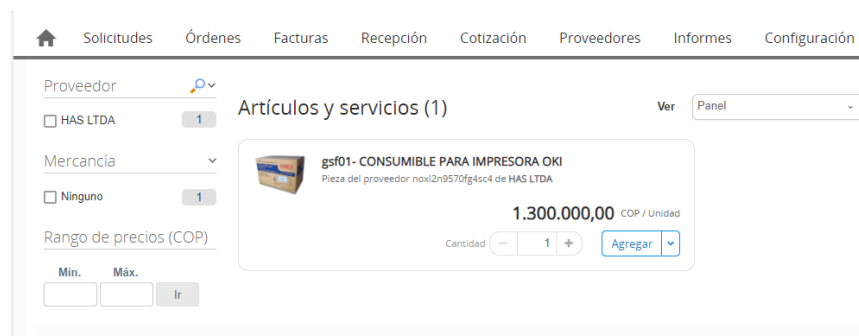 Solicitudes Órdenes Facturas Recepción Cotización Proveedores Informes Configuración
Proveedor
HAS LTDA 1
Mercancía
Ninguno 1
Rango de precios (COP)
Mín. Máx.
Ir
Artículos y servicios (1)
Ver Panel
gsf01- CONSUMIBLE PARA IMPRESORA OKI
Pieza del proveedor noxl2n9570fg4sc4 de HAS LTDA
1.300.000,00 COP / Unidad
Cantidad − 1 + Agregar